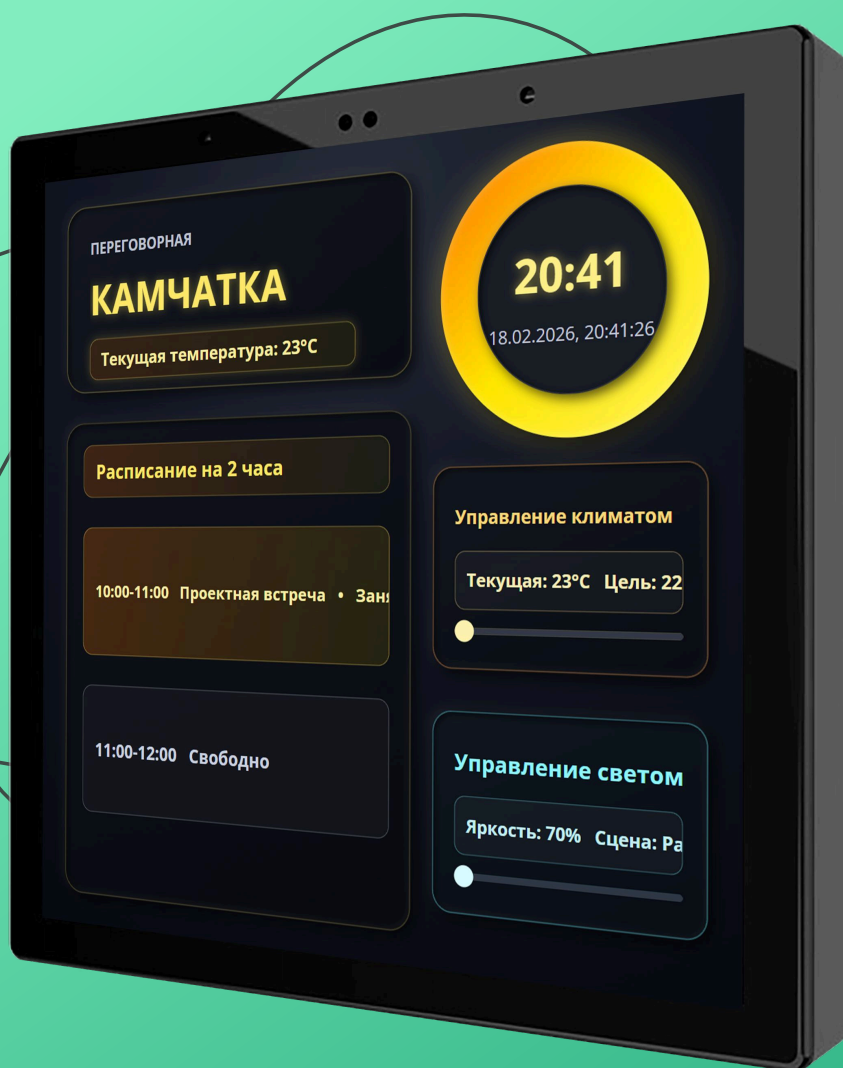 ПЕРЕГОВОРНАЯ
КАМЧАТКА
Текущая температура: 23°C
20:41
18.02.2026, 20:41:26
Расписание на 2 часа
10:00-11:00 Проектная встреча •
11:00-12:00 Свободно
Управление климатом
Текущая: 23°C Цель: 22
Управление светом
Яркость: 70% Сцена: